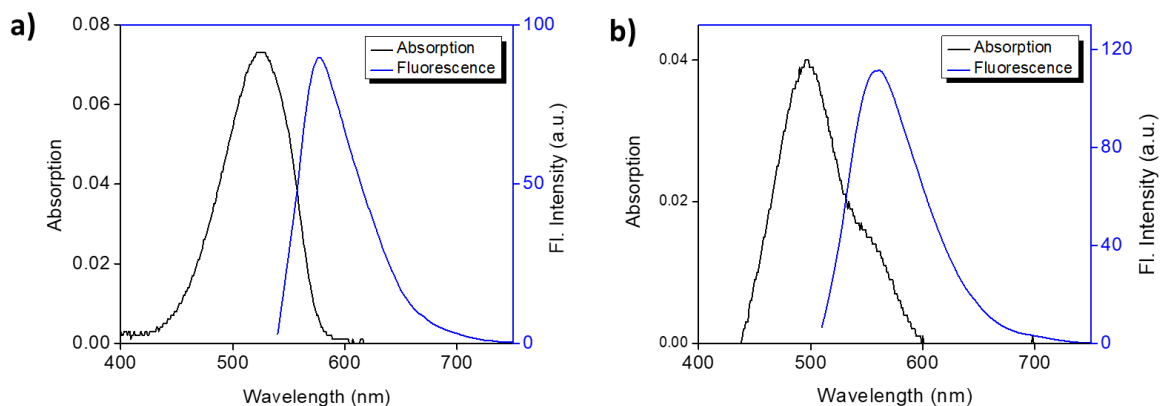 a)
0.08
0.06
0.04
0.02
0.00
Absorption
400
500
600
700
Wavelength (nm)
100
50
0
Fl. Intensity (a.u.)
Absorption
Fluorescence
b)
0.04
0.02
0.00
Absorption
400
500
600
700
Wavelength (nm)
120
80
40
0
Fl. Intensity (a.u.)
Absorption
Fluorescence